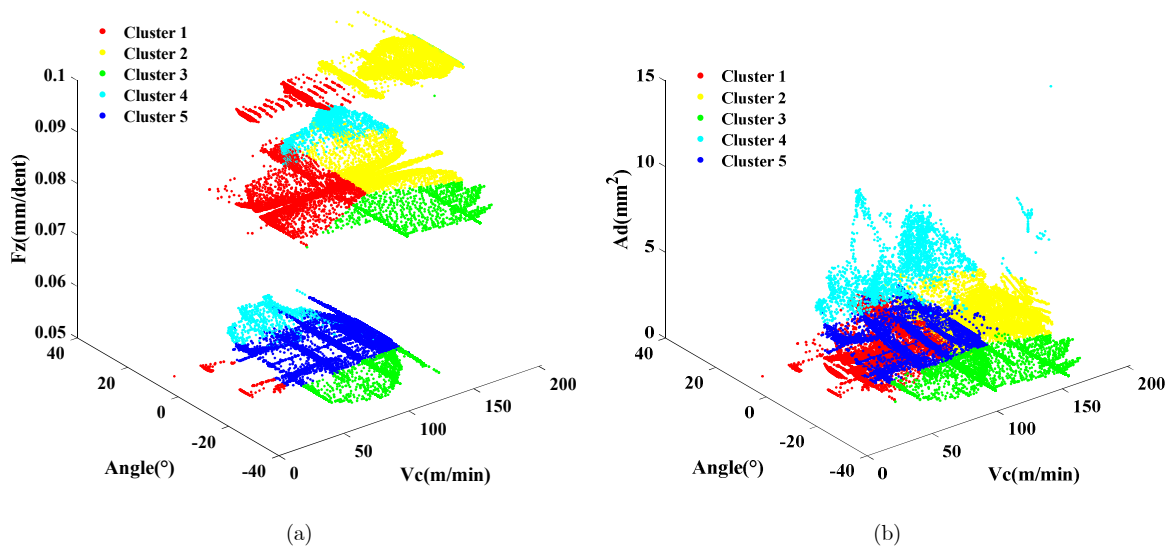 Cluster 1
Cluster 2
Cluster 3
Cluster 4
Cluster 5
0.1
0.09
0.08
0.07
0.06
0.05
Fz(mm/dent)
40
20
0
-20
-40
Angle(°)
0
50
100
150
200
Vc(m/min)
(a)
Cluster 1
Cluster 2
Cluster 3
Cluster 4
Cluster 5
15
10
5
0
Ad(mm²)
40
20
0
-20
-40
Angle(°)
0
50
100
150
200
Vc(m/min)
(b)